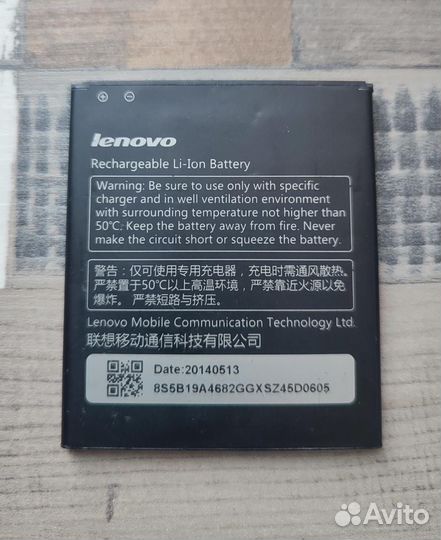 ⊕ ⊖
lenovo
Rechargeable Li-Ion Battery
Warning: Be sure to use only with specific
charger and in well ventilation environment
with surrounding temperature not higher than
50℃. Keep the battery away from fire. Never
make the circuit short or squeeze the battery.
警告：仅可使用专用充电器，充电时需通风散热。
严禁置于50℃以上高温环境，严禁靠近火源以免
爆炸。 严禁短路与挤压。
Lenovo Mobile Communication Technology Ltd.
联想移动通信科技有限公司
Date:20140513
8S5B19A4682GGXSZ45D0605
Avito